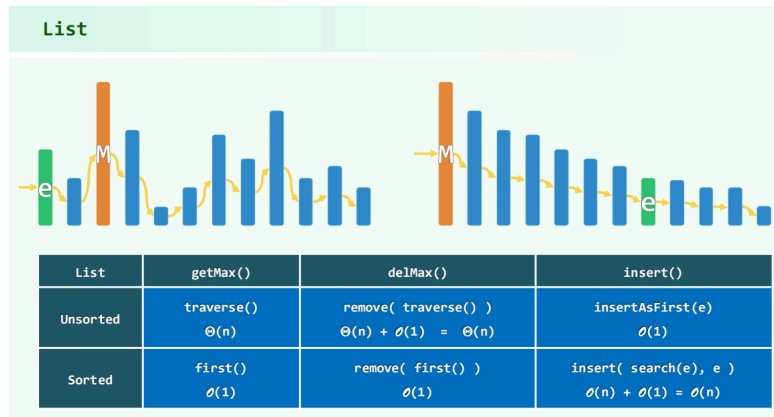 List
e
M
M
e
List getMax() delMax() insert()
Unsorted
traverse()
Θ(n)
remove( traverse() )
Θ(n) + 𝒪(1) = Θ(n)
insertAsFirst(e)
𝒪(1)
Sorted
first()
𝒪(1)
remove( first() )
𝒪(1)
insert( search(e), e )
𝒪(n) + 𝒪(1) = 𝒪(n)